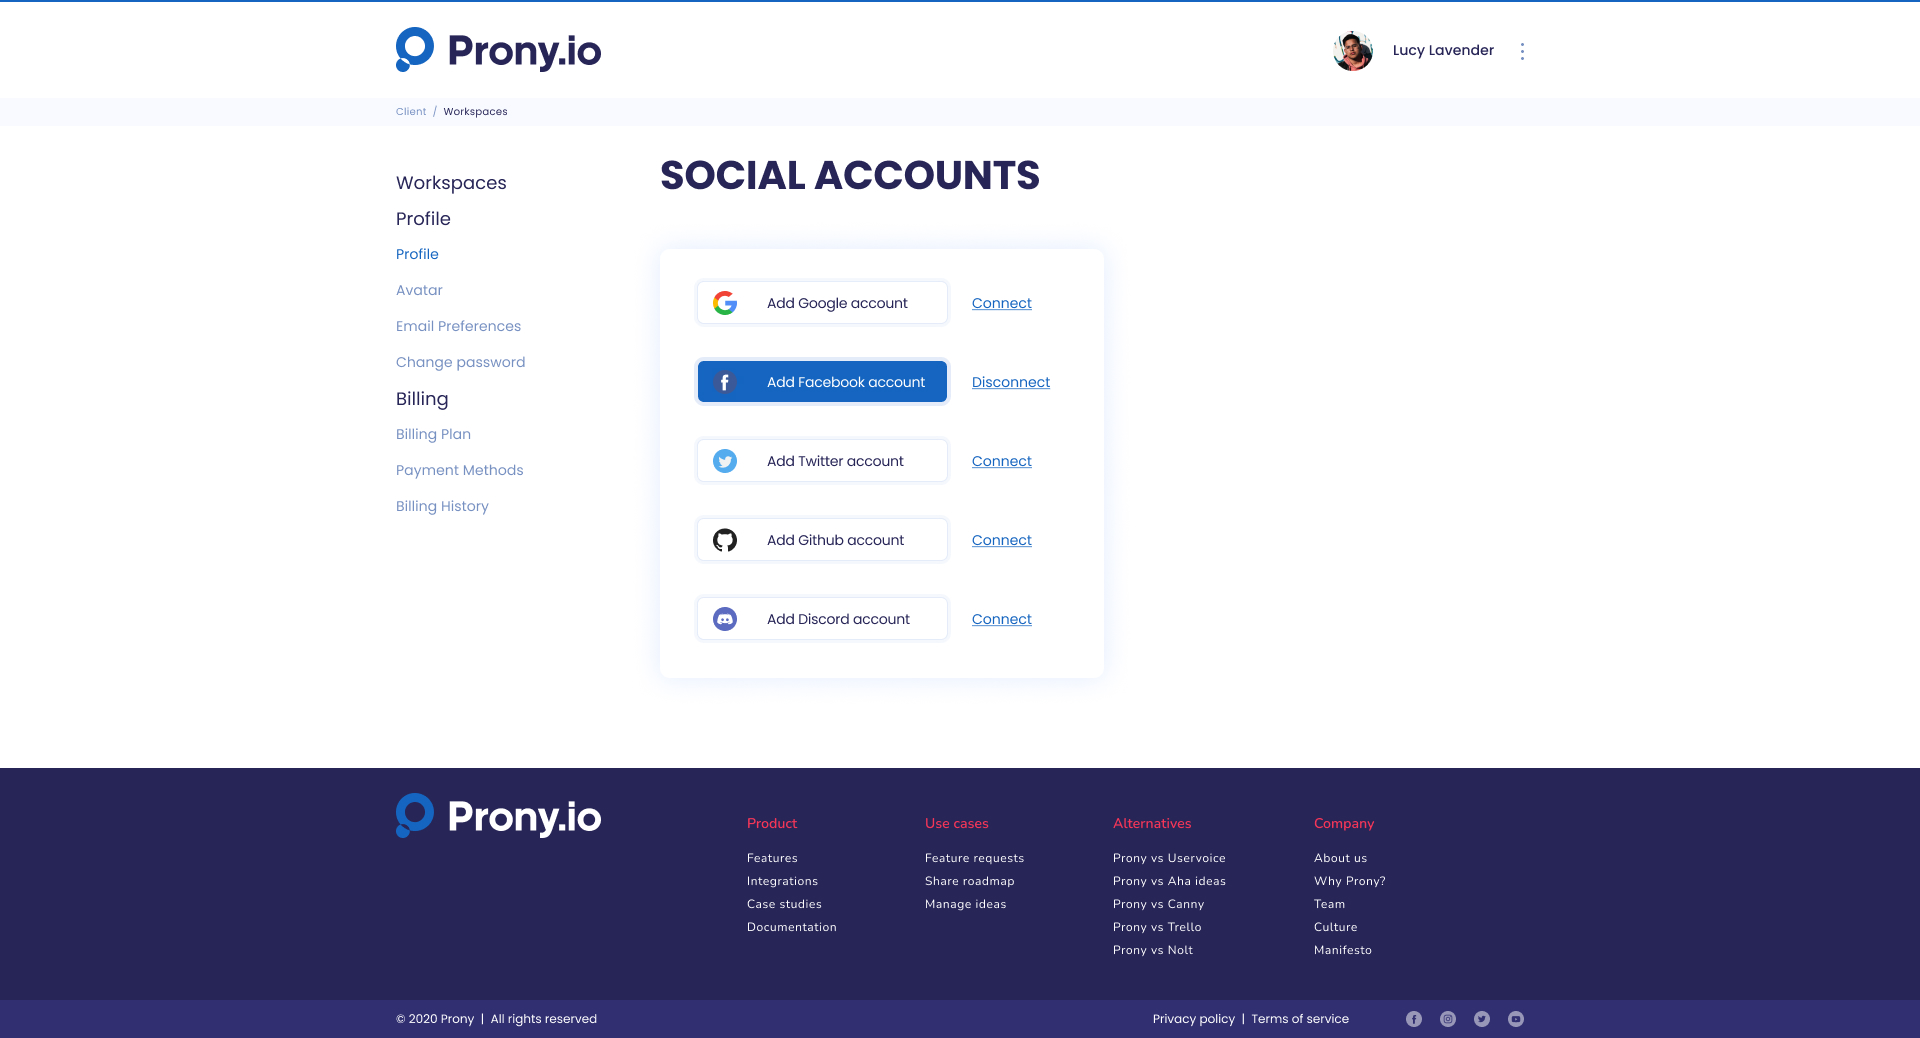 Prony.io
Lucy Lavender
Client / Workspaces
SOCIAL ACCOUNTS
Workspaces
Profile
Profile
Avatar
Email Preferences
Change password
Billing
Billing Plan
Payment Methods
Billing History
Add Google account Connect
Add Facebook account Disconnect
Add Twitter account Connect
Add Github account Connect
Add Discord account Connect
Prony.io
Product
Features
Integrations
Case studies
Documentation
Use cases
Feature requests
Share roadmap
Manage ideas
Alternatives
Prony vs Uservoice
Prony vs Aha ideas
Prony vs Canny
Prony vs Trello
Prony vs Nolt
Company
About us
Why Prony?
Team
Culture
Manifesto
© 2020 Prony | All rights reserved
Privacy policy | Terms of service